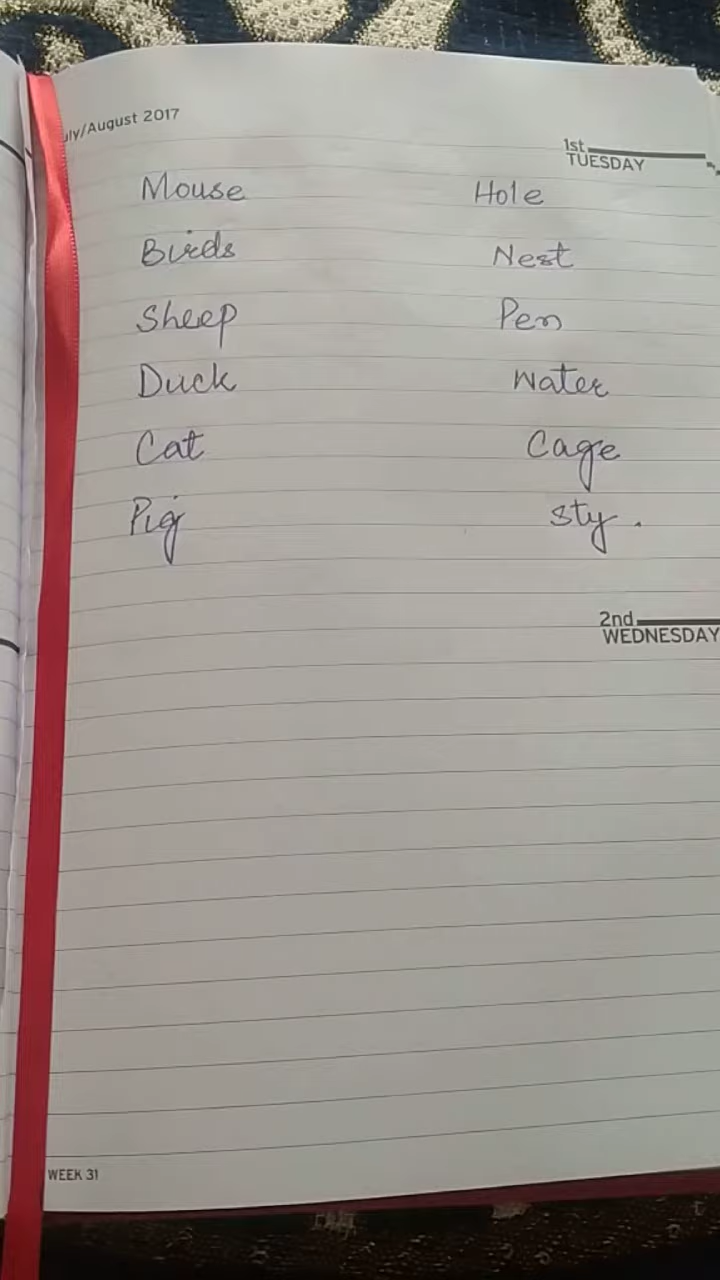 uly/August 2017
1st
TUESDAY
Mouse Hole
Birds Nest
Sheep Pen
Duck Water
Cat Cage
Pig Sty.
2nd
WEDNESDAY
WEEK 31